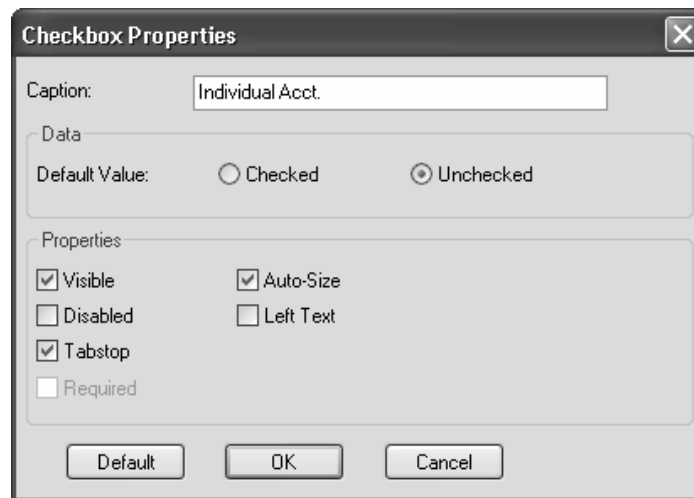 Checkbox Properties
Caption: Individual Acct.
Data
Default Value: Checked Unchecked
Properties
Visible Auto-Size
Disabled Left Text
Tabstop
Required
Default OK Cancel